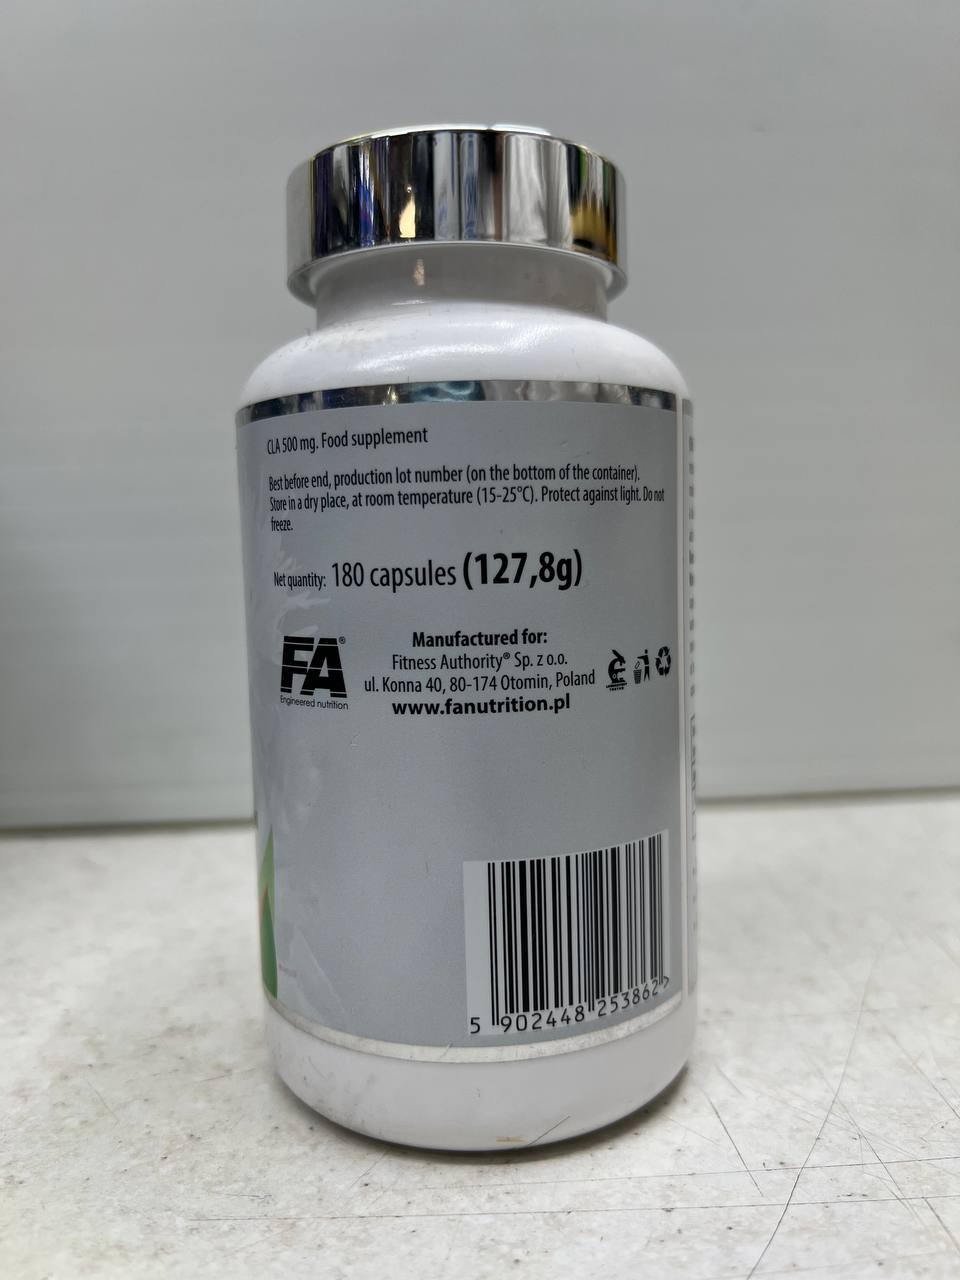 CLA 500 mg. Food supplement
Best before end, production lot number (on the bottom of the container).
Store in a dry place, at room temperature (15-25°C). Protect against light. Do not
freeze.
Net quantity: 180 capsules (127,8g)
FA®
Engineered nutrition
Manufactured for:
Fitness Authority® Sp. z o.o.
ul. Konna 40, 80-174 Otomin, Poland
www.fanutrition.pl
5 902448 253862 >